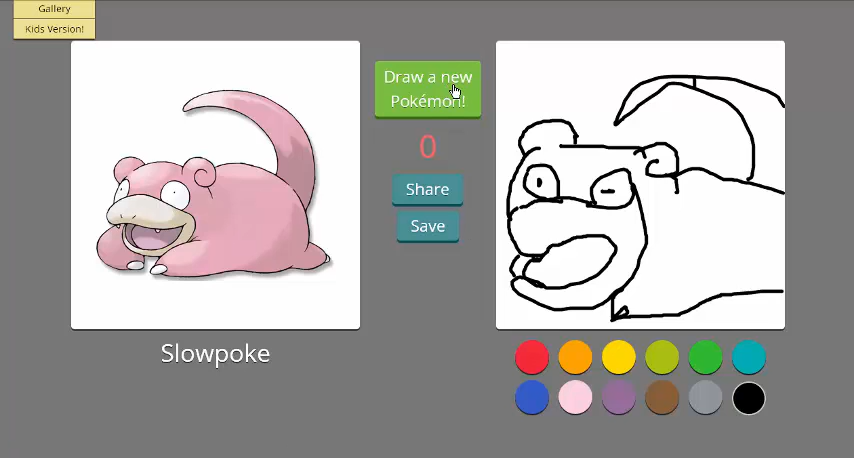 Gallery
Kids Version!
Draw a new
Pokémon!
0
Share
Save
Slowpoke